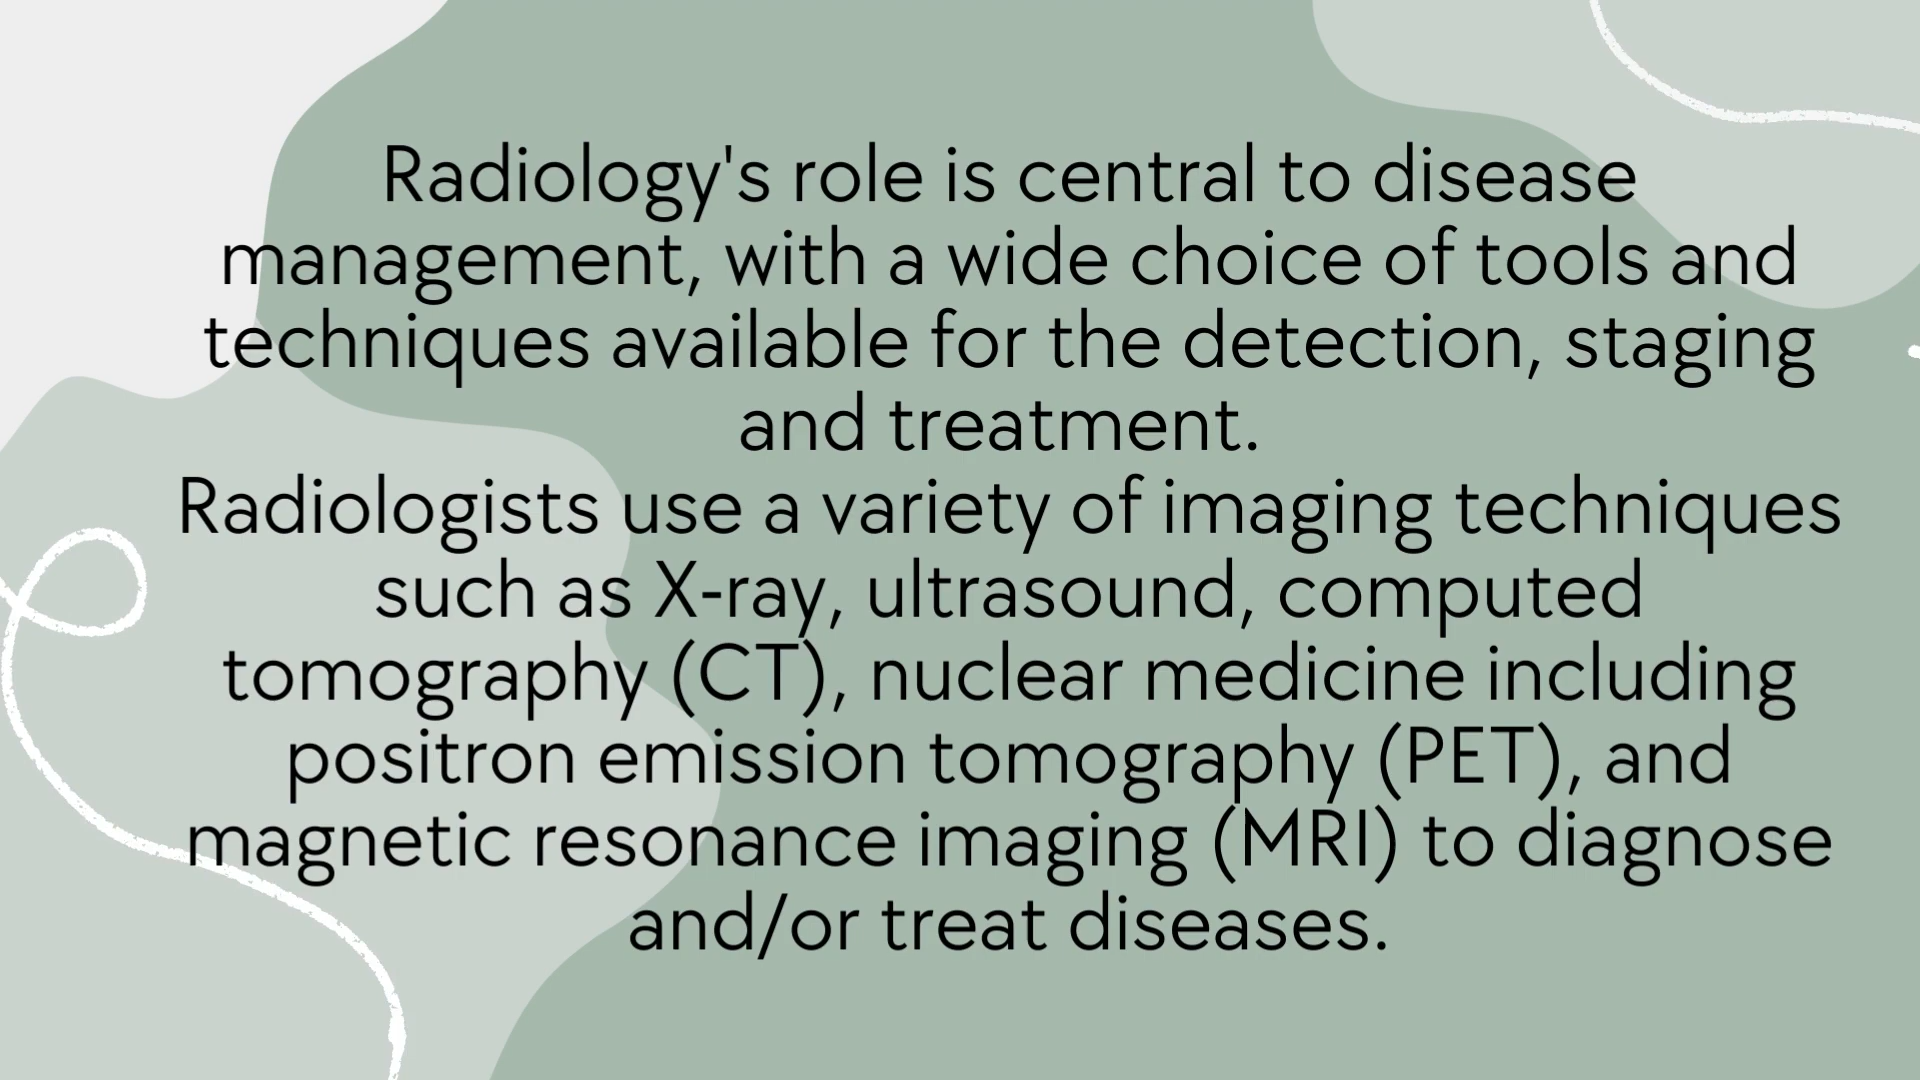 Radiology's role is central to disease
management, with a wide choice of tools and
techniques available for the detection, staging
and treatment.
Radiologists use a variety of imaging techniques
such as X-ray, ultrasound, computed
tomography (CT), nuclear medicine including
positron emission tomography (PET), and
magnetic resonance imaging (MRI) to diagnose
and/or treat diseases.